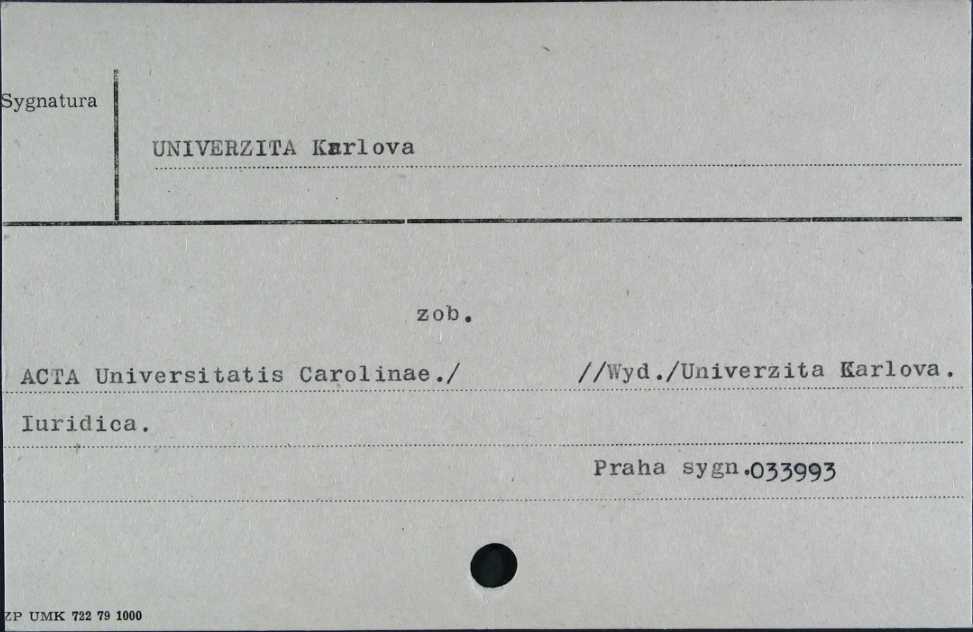 Sygnatura
UNIVERZITA Karlova
zob.
ACTA Universitatis Carolinae./ //Wyd./Univerzita Karlova.
Iuridica.
Praha sygn.033993
ZP UMK 722 79 1000